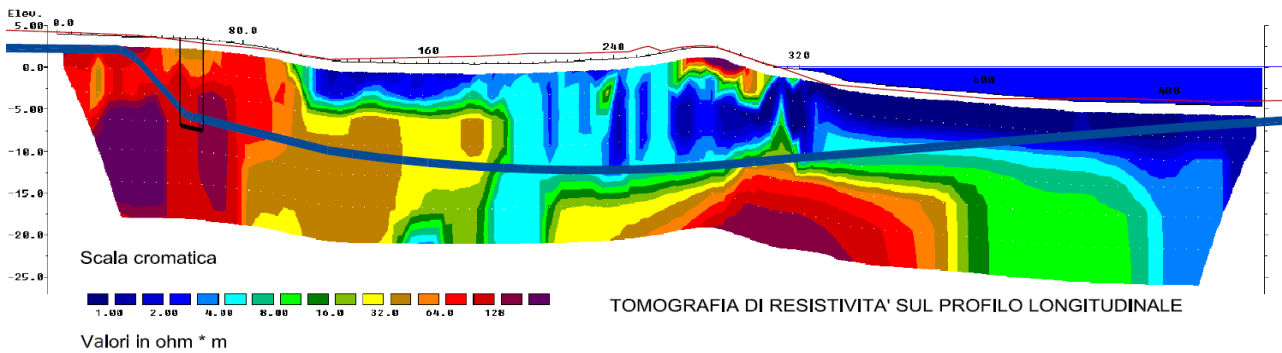 Elev.
5.00
0.0
80.0
160
240
320
400
480
0.0
-5.00
-10.0
-15.0
-20.0
-25.0
Scala cromatica
1.00 2.00 4.00 8.00 16.0 32.0 64.0 128
TOMOGRAFIA DI RESISTIVITA' SUL PROFILO LONGITUDINALE
Valori in ohm * m